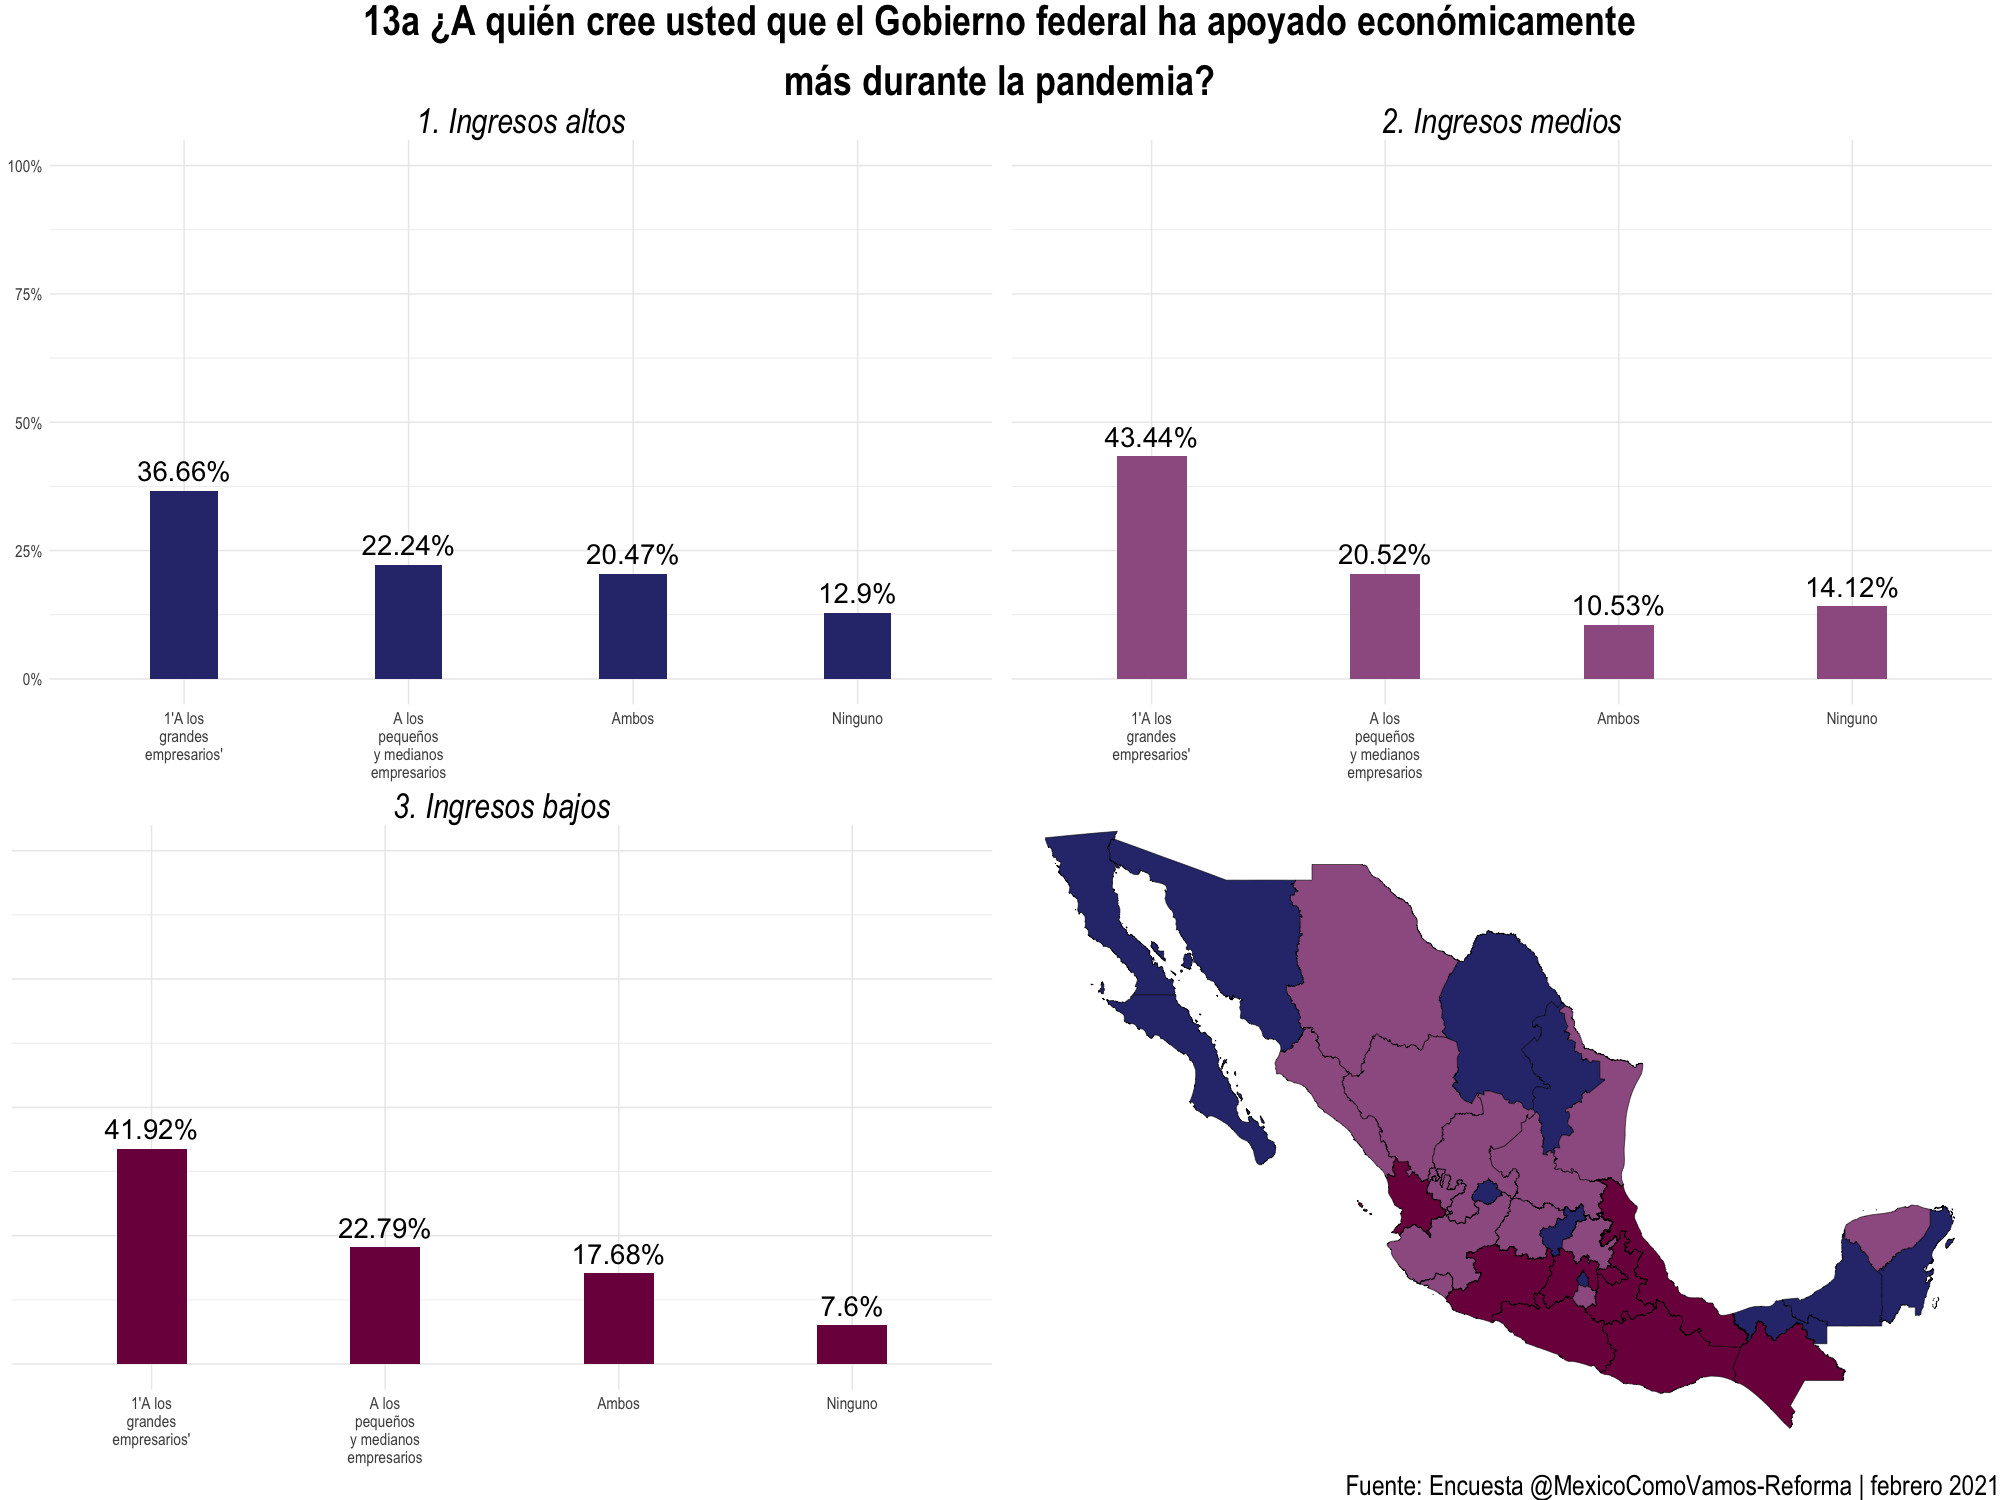 13a ¿A quién cree usted que el Gobierno federal ha apoyado económicamente
más durante la pandemia?
1. Ingresos altos
100%
75%
50%
25%
0%
36.66%
22.24%
20.47%
12.9%
1'A los
grandes
empresarios'
A los
pequeños
y medianos
empresarios
Ambos
Ninguno
2. Ingresos medios
43.44%
20.52%
10.53%
14.12%
1'A los
grandes
empresarios'
A los
pequeños
y medianos
empresarios
Ambos
Ninguno
3. Ingresos bajos
41.92%
22.79%
17.68%
7.6%
1'A los
grandes
empresarios'
A los
pequeños
y medianos
empresarios
Ambos
Ninguno
Fuente: Encuesta @MexicoComoVamos-Reforma | febrero 2021